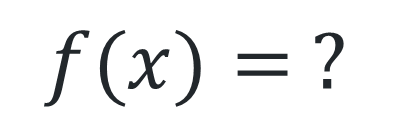 f(x) = ?